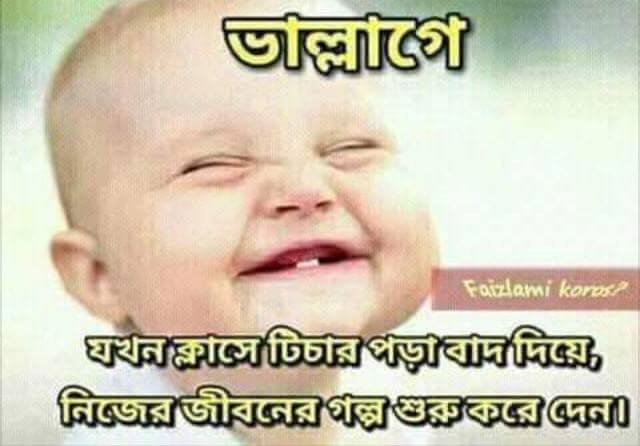 ভাল্লাগে
Faizlami koros?
যখন ক্লাসে টিচার পড়া বাদ দিয়ে,
নিজের জীবনের গল্প শুরু করে দেন।